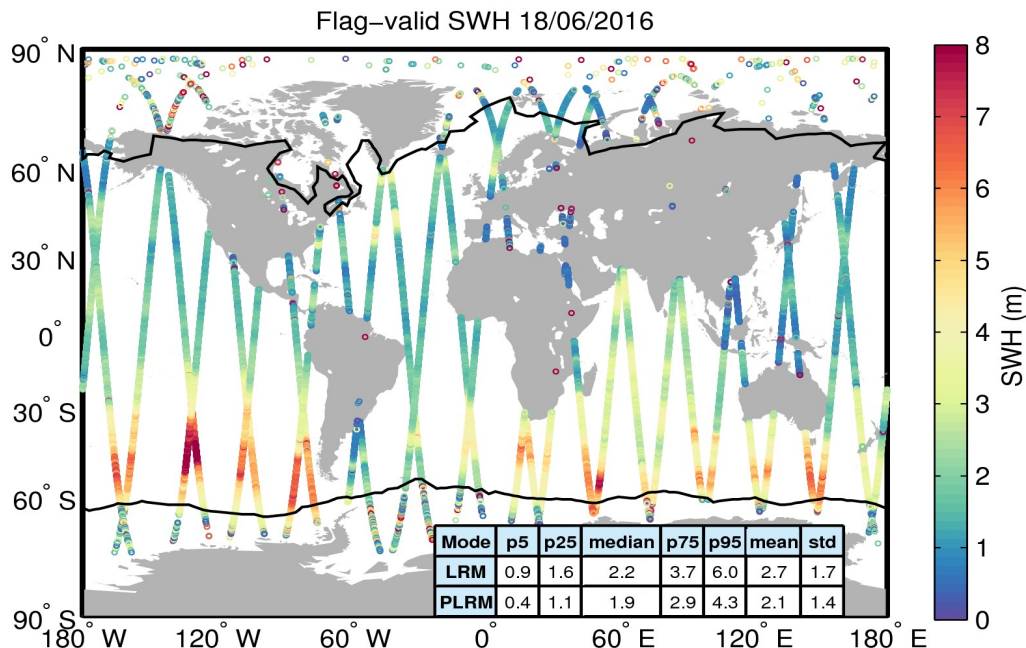 Flag−valid SWH 18/06/2016
90° N
60° N
30° N
0°
30° S
60° S
90° S
180° W
120° W
60° W
0°
60° E
120° E
180° E
Mode p5 p25 median p75 p95 mean std
LRM 0.9 1.6 2.2 3.7 6.0 2.7 1.7
PLRM 0.4 1.1 1.9 2.9 4.3 2.1 1.4
8
7
6
5
4
3
2
1
0
SWH (m)